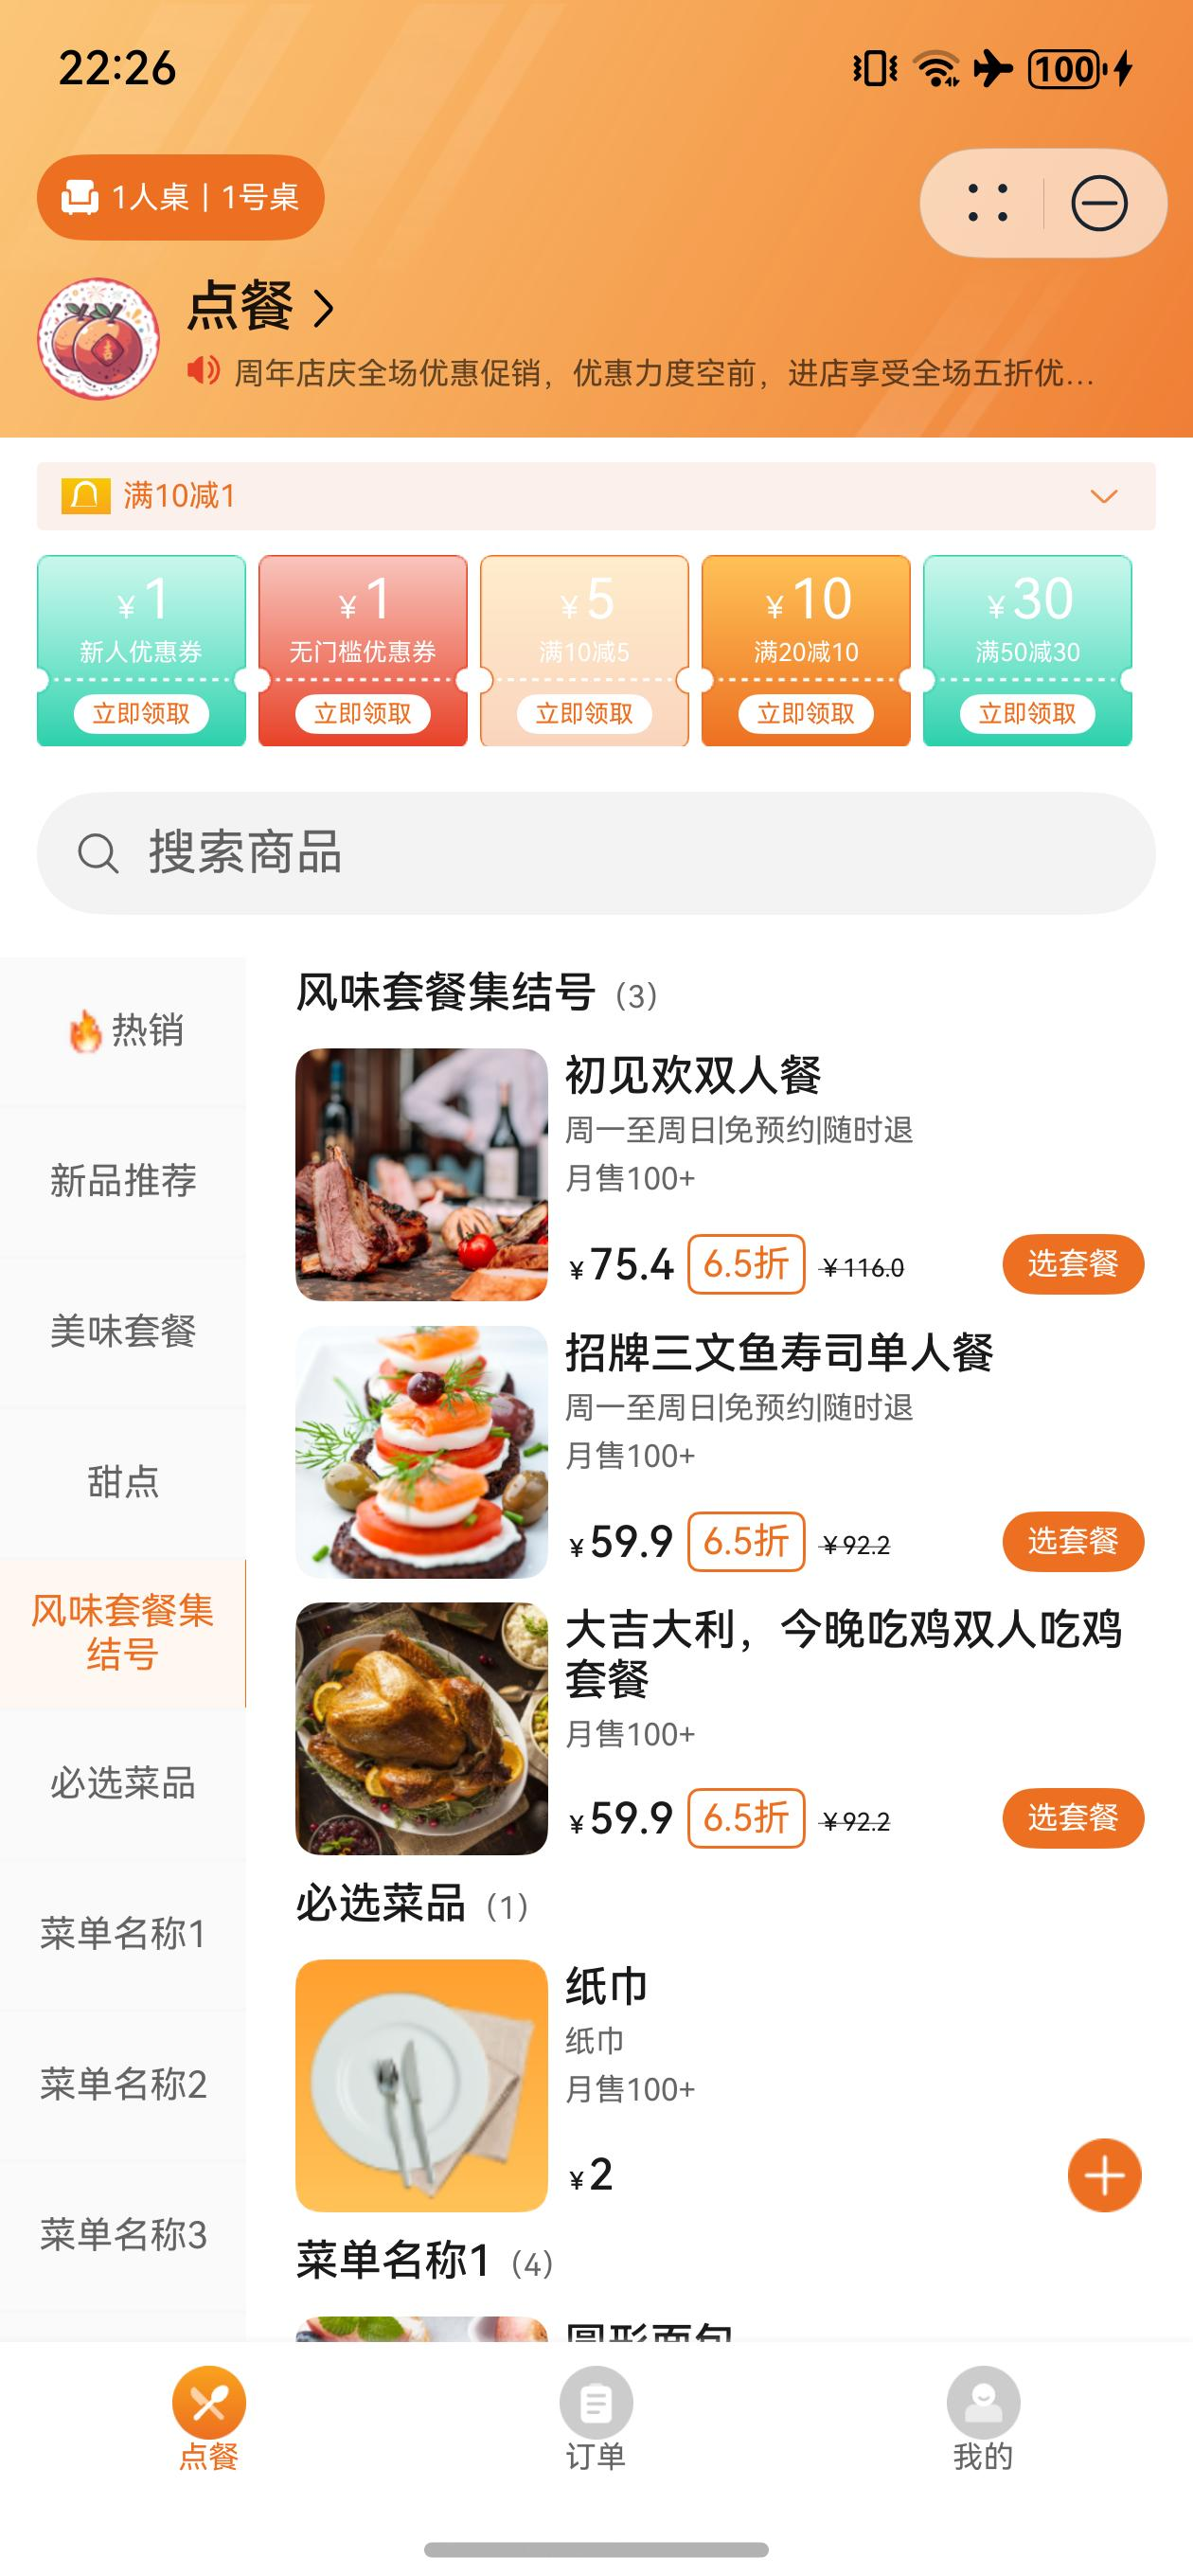 22:26
100
1人桌 | 1号桌
点餐
吉
周年店庆全场优惠促销，优惠力度空前，进店享受全场五折优...
满10减1
¥1
新人优惠券
立即领取
¥1
无门槛优惠券
立即领取
¥5
满10减5
立即领取
¥10
满20减10
立即领取
¥30
满50减30
立即领取
搜索商品
热销
新品推荐
美味套餐
甜点
风味套餐集
结号
必选菜品
菜单名称1
菜单名称2
菜单名称3
风味套餐集结号（3）
初见欢双人餐
周一至周日|免预约|随时退
月售100+
¥75.4 6.5折 ¥116.0 选套餐
招牌三文鱼寿司单人餐
周一至周日|免预约|随时退
月售100+
¥59.9 6.5折 ¥92.2 选套餐
大吉大利，今晚吃鸡双人吃鸡
套餐
月售100+
¥59.9 6.5折 ¥92.2 选套餐
必选菜品（1）
纸巾
纸巾
月售100+
¥2
菜单名称1（4）
圆形面包
点餐
订单
我的